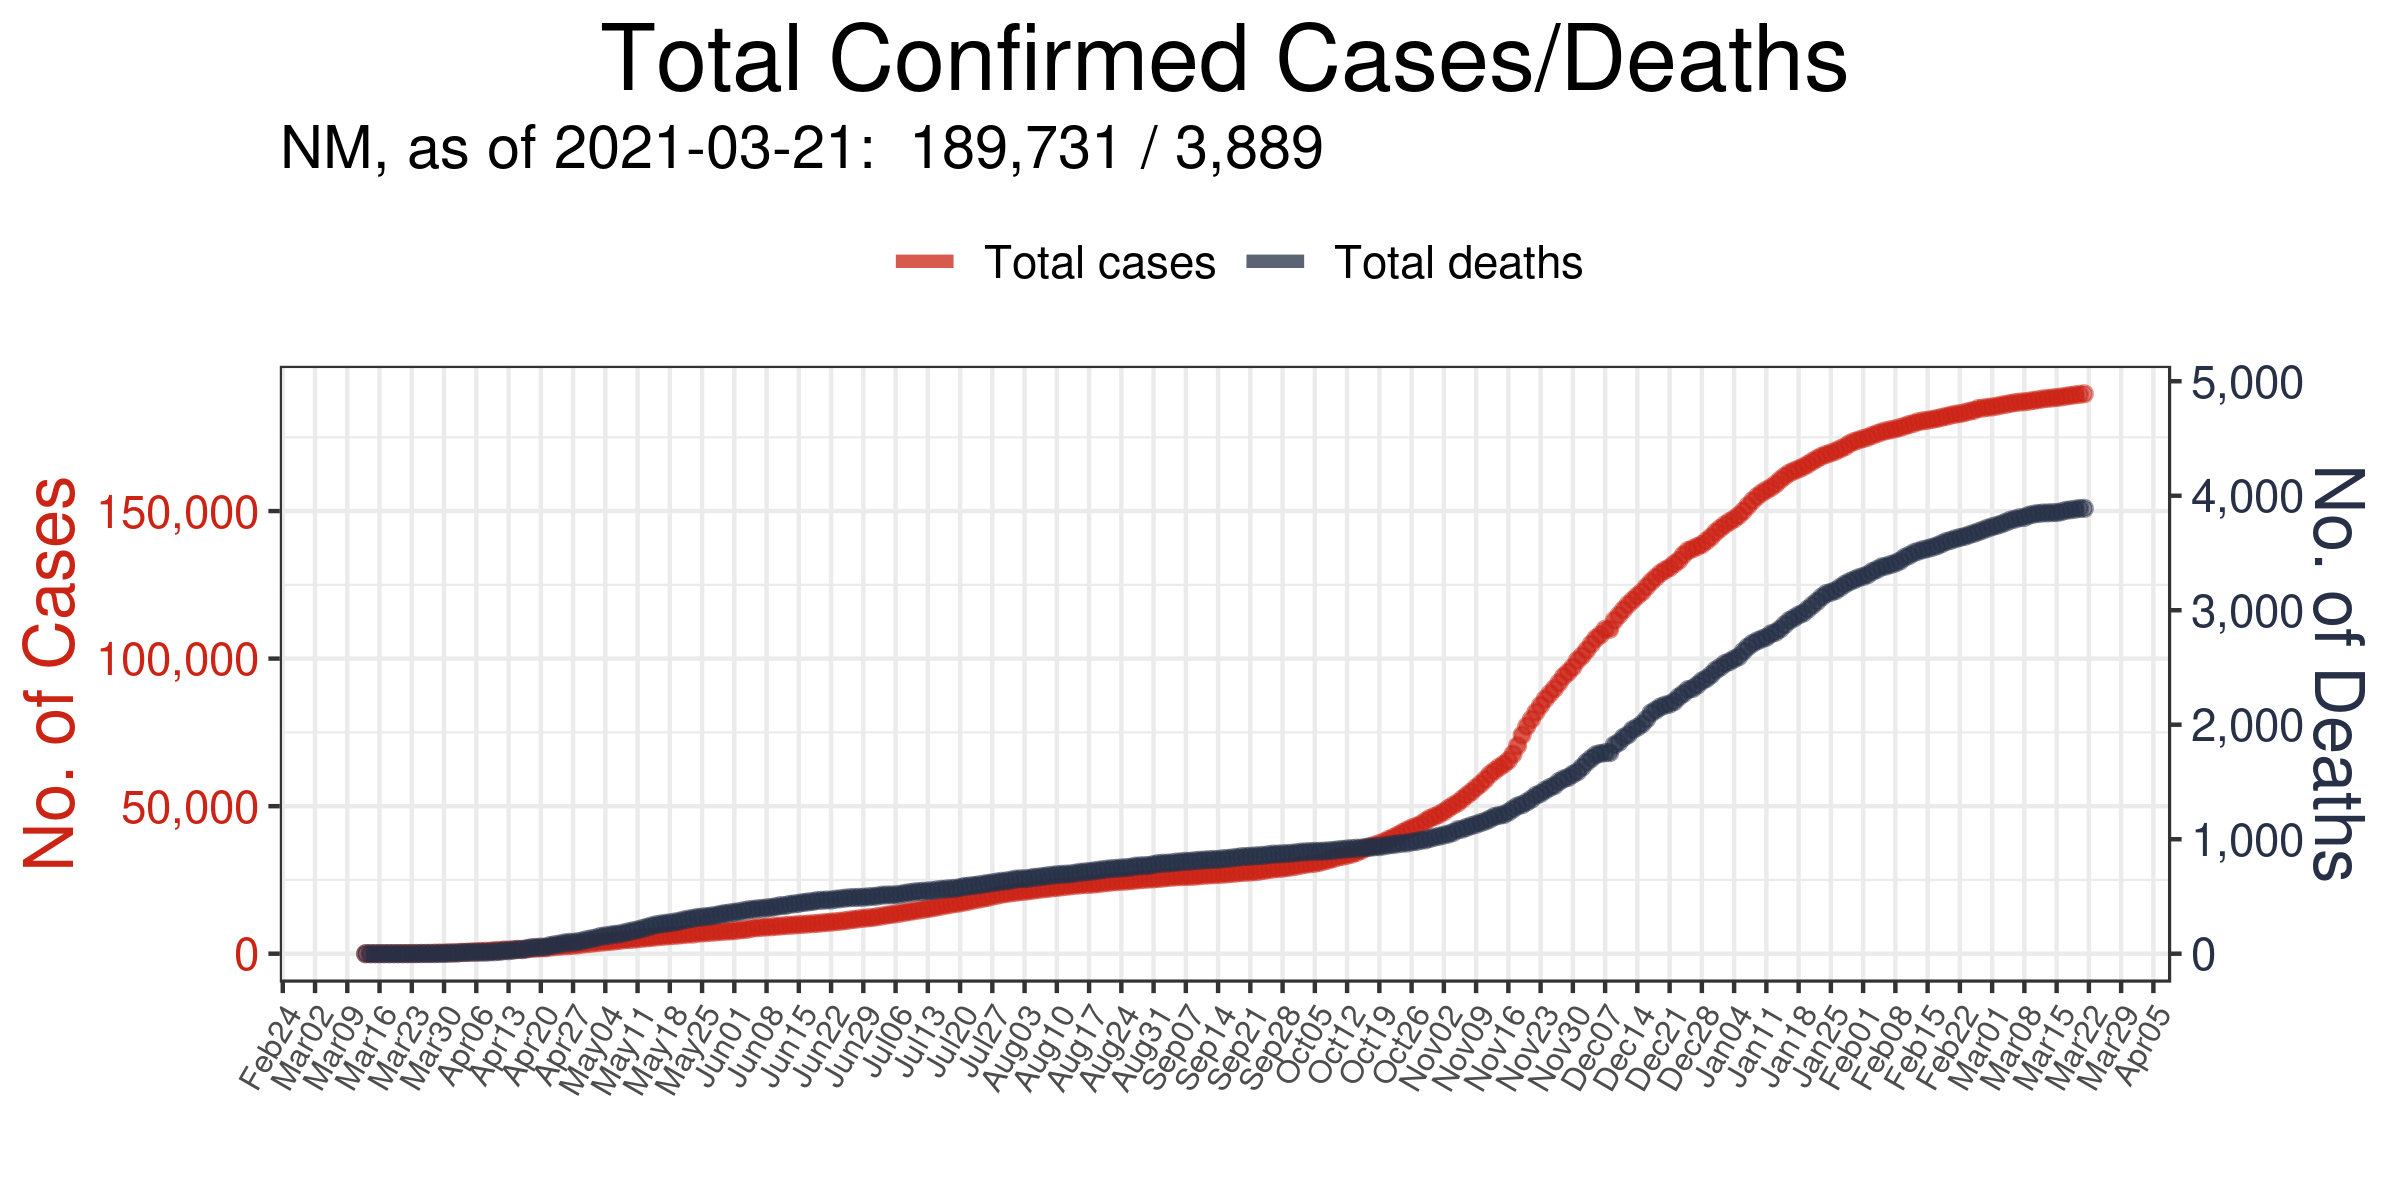 Total Confirmed Cases/Deaths
NM, as of 2021-03-21:  189,731 / 3,889
Total cases
Total deaths
No. of Cases
150,000
100,000
50,000
0
5,000
4,000
3,000
2,000
1,000
0
No. of Deaths
Feb24
Mar02
Mar09
Mar16
Mar23
Mar30
Apr06
Apr13
Apr20
Apr27
May04
May11
May18
May25
Jun01
Jun08
Jun15
Jun22
Jun29
Jul06
Jul13
Jul20
Jul27
Aug03
Aug10
Aug17
Aug24
Aug31
Sep07
Sep14
Sep21
Sep28
Oct05
Oct12
Oct19
Oct26
Nov02
Nov09
Nov16
Nov23
Nov30
Dec07
Dec14
Dec21
Dec28
Jan04
Jan11
Jan18
Jan25
Feb01
Feb08
Feb15
Feb22
Mar01
Mar08
Mar15
Mar22
Mar29
Apr05